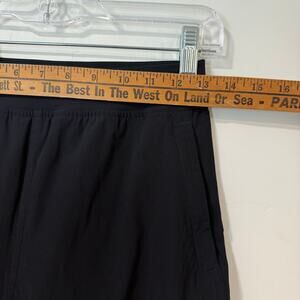 6 7 8 9 10 11 12 13 14 15 16
ett St. - The Best In The West On Land Or Sea - PAR